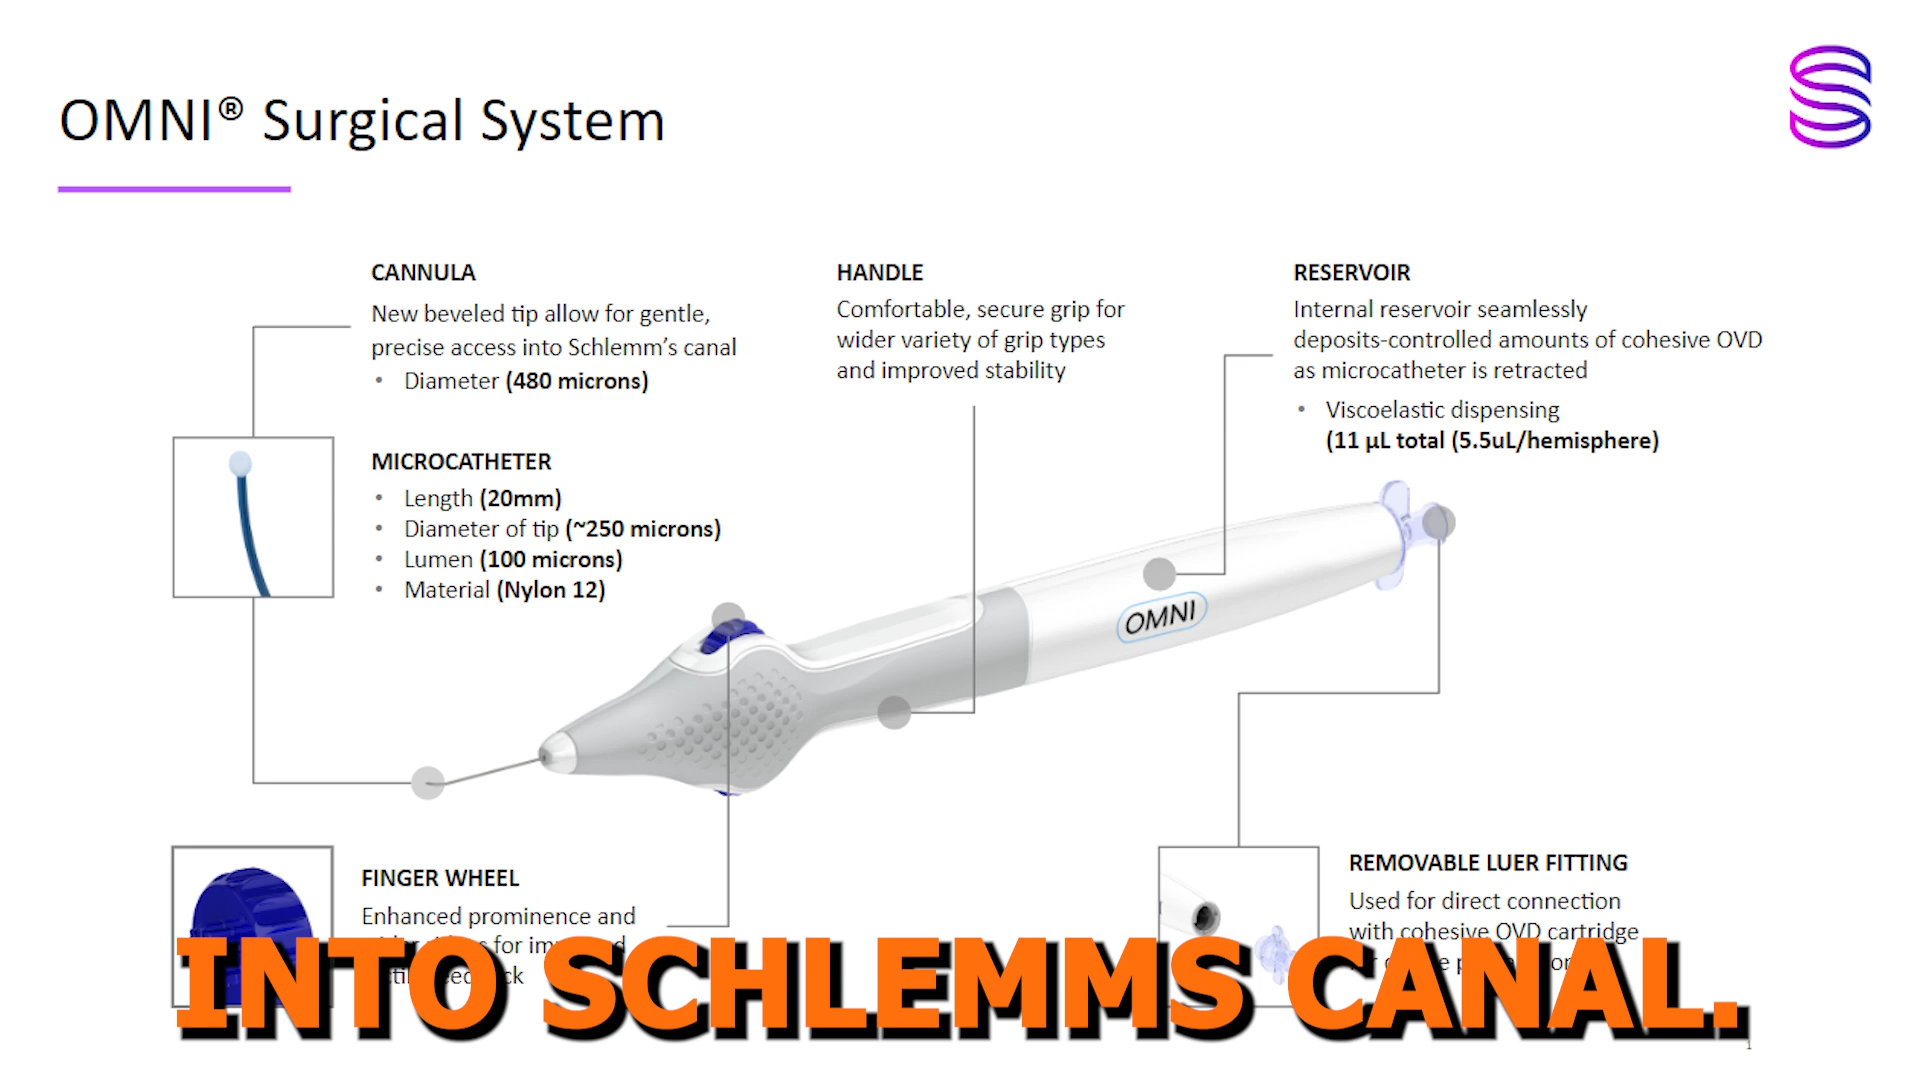 OMNI® Surgical System
CANNULA
New beveled tip allow for gentle,
precise access into Schlemm's canal
• Diameter (480 microns)
MICROCATHETER
• Length (20mm)
• Diameter of tip (~250 microns)
• Lumen (100 microns)
• Material (Nylon 12)
HANDLE
Comfortable, secure grip for
wider variety of grip types
and improved stability
RESERVOIR
Internal reservoir seamlessly
deposits-controlled amounts of cohesive OVD
as microcatheter is retracted
• Viscoelastic dispensing
(11 µL total (5.5uL/hemisphere)
OMNI
FINGER WHEEL
Enhanced prominence and
for
REMOVABLE LUER FITTING
Used for direct connection
with cohesive OVD cartridge
INTO SCHLEMMS CANAL.
1